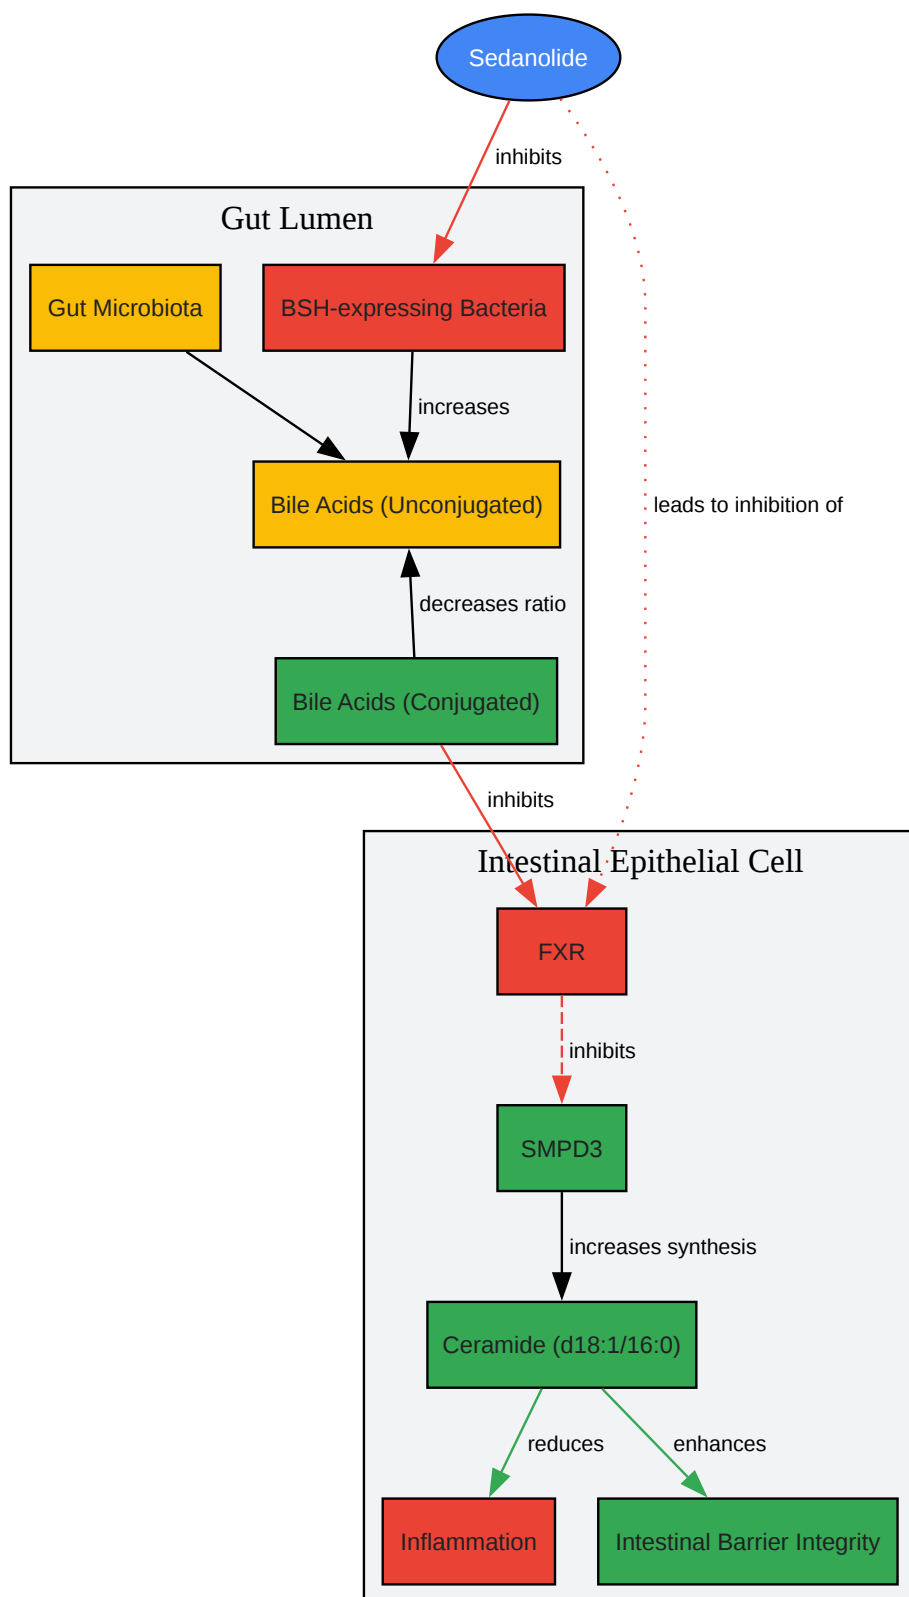 Sedanolide
inhibits
Gut Lumen
Gut Microbiota
BSH-expressing Bacteria
increases
Bile Acids (Unconjugated)
leads to inhibition of
decreases ratio
Bile Acids (Conjugated)
inhibits
Intestinal Epithelial Cell
FXR
inhibits
SMPD3
increases synthesis
Ceramide (d18:1/16:0)
reduces
enhances
Inflammation
Intestinal Barrier Integrity